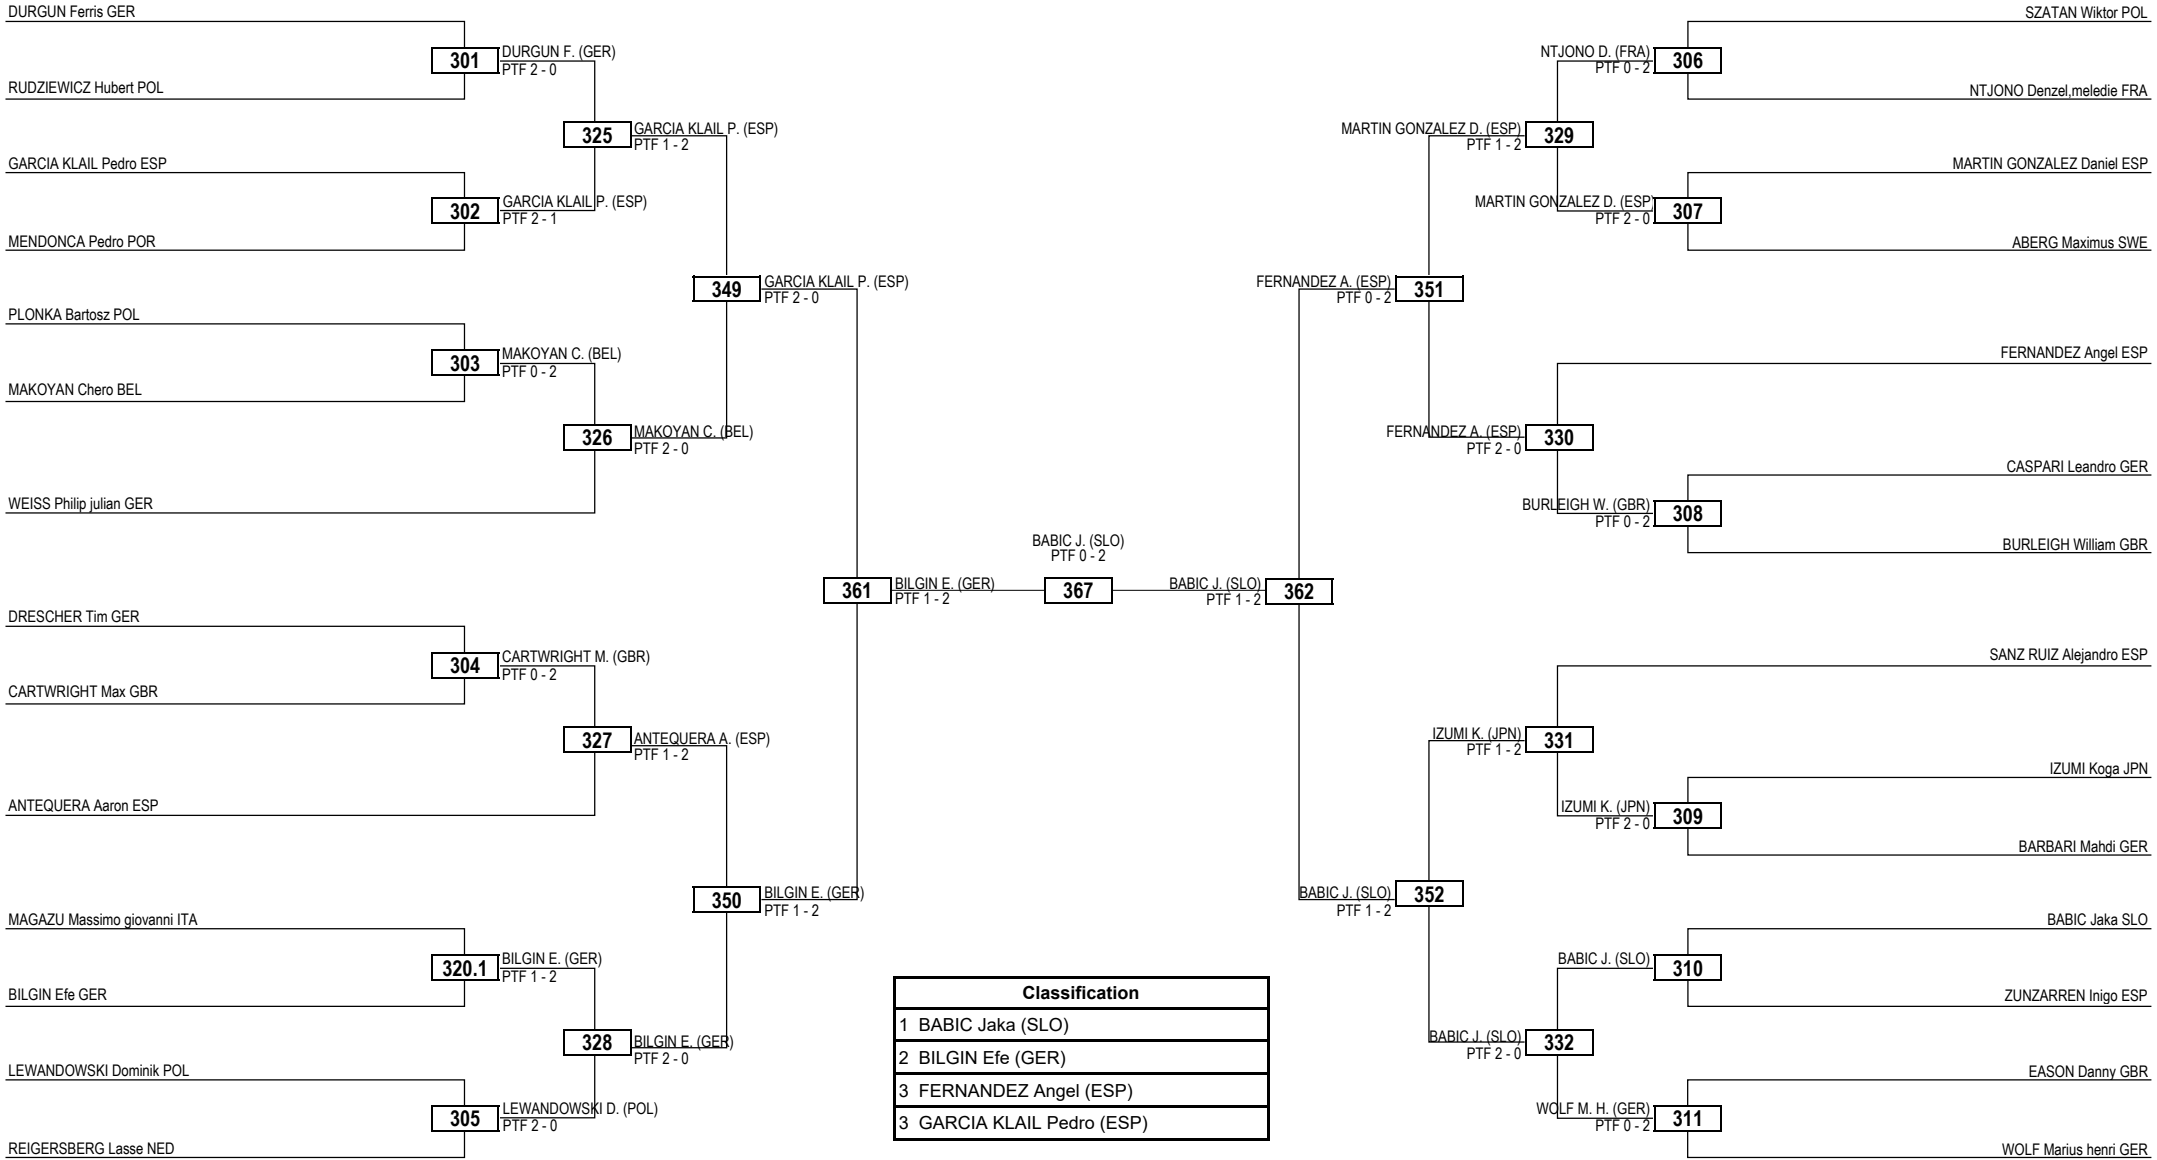 DURGUN Ferris GER
301
DURGUN F. (GER)
PTF 2 - 0
RUDZIEWICZ Hubert POL
325
GARCIA KLAIL P. (ESP)
PTF 1 - 2
GARCIA KLAIL Pedro ESP
302
GARCIA KLAIL P. (ESP)
PTF 2 - 1
MENDONCA Pedro POR
349
GARCIA KLAIL P. (ESP)
PTF 2 - 0
PLONKA Bartosz POL
303
MAKOYAN C. (BEL)
PTF 0 - 2
MAKOYAN Chero BEL
326
MAKOYAN C. (BEL)
PTF 2 - 0
WEISS Philip julian GER
361
BILGIN E. (GER)
PTF 1 - 2
DRESCHER Tim GER
304
CARTWRIGHT M. (GBR)
PTF 0 - 2
CARTWRIGHT Max GBR
327
ANTEQUERA A. (ESP)
PTF 1 - 2
ANTEQUERA Aaron ESP
350
BILGIN E. (GER)
PTF 1 - 2
MAGAZU Massimo giovanni ITA
320.1
BILGIN E. (GER)
PTF 1 - 2
BILGIN Efe GER
328
BILGIN E. (GER)
PTF 2 - 0
LEWANDOWSKI Dominik POL
305
LEWANDOWSKI D. (POL)
PTF 2 - 0
REIGERSBERG Lasse NED
BABIC J. (SLO)
PTF 0 - 2
367
SZATAN Wiktor POL
NTJONO D. (FRA)
PTF 0 - 2
306
NTJONO Denzel,meledie FRA
MARTIN GONZALEZ D. (ESP)
PTF 1 - 2
329
MARTIN GONZALEZ Daniel ESP
MARTIN GONZALEZ D. (ESP)
PTF 2 - 0
307
ABERG Maximus SWE
FERNANDEZ A. (ESP)
PTF 0 - 2
351
FERNANDEZ Angel ESP
FERNANDEZ A. (ESP)
PTF 2 - 0
330
CASPARI Leandro GER
BURLEIGH W. (GBR)
PTF 0 - 2
308
BURLEIGH William GBR
BABIC J. (SLO)
PTF 1 - 2
362
SANZ RUIZ Alejandro ESP
IZUMI K. (JPN)
PTF 1 - 2
331
IZUMI Koga JPN
IZUMI K. (JPN)
PTF 2 - 0
309
BARBARI Mahdi GER
BABIC J. (SLO)
PTF 1 - 2
352
BABIC Jaka SLO
BABIC J. (SLO)
310
ZUNZARREN Inigo ESP
BABIC J. (SLO)
PTF 2 - 0
332
EASON Danny GBR
WOLF M. H. (GER)
PTF 0 - 2
311
WOLF Marius henri GER
Classification
1 BABIC Jaka (SLO)
2 BILGIN Efe (GER)
3 FERNANDEZ Angel (ESP)
3 GARCIA KLAIL Pedro (ESP)